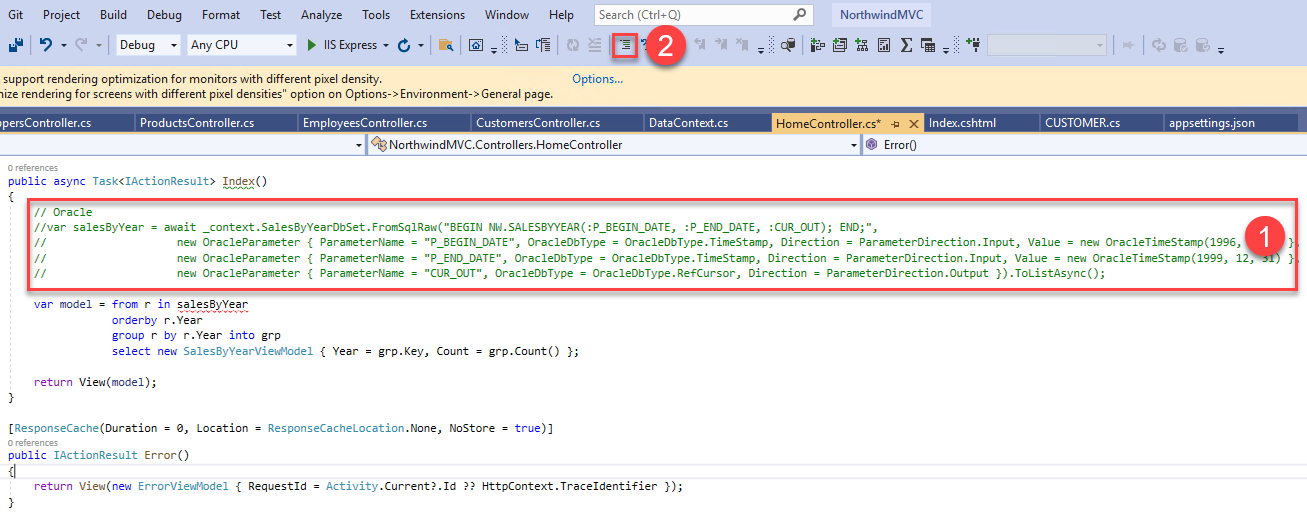 Git Project Build Debug Format Test Analyze Tools Extensions Window Help Search (Ctrl+Q) NorthwindMVC
Debug Any CPU IIS Express 2
support rendering optimization for monitors with different pixel density. Options...
nize rendering for screens with different pixel densities" option on Options->Environment->General page.
ppersController.cs ProductsController.cs EmployeesController.cs CustomersController.cs DataContext.cs HomeController.cs* Index.cshtml CUSTOMER.cs appsettings.json
NorthwindMVC.Controllers.HomeController Error()
0 references
public async Task<IActionResult> Index()
{
// Oracle
//var salesByYear = await _context.SalesByYearDbSet.FromSqlRaw("BEGIN NW.SALESBYYEAR(:P_BEGIN_DATE, :P_END_DATE, :CUR_OUT); END;",
// new OracleParameter { ParameterName = "P_BEGIN_DATE", OracleDbType = OracleDbType.TimeStamp, Direction = ParameterDirection.Input, Value = new OracleTimeStamp(1996, 1 },
// new OracleParameter { ParameterName = "P_END_DATE", OracleDbType = OracleDbType.TimeStamp, Direction = ParameterDirection.Input, Value = new OracleTimeStamp(1999, 12, 31) },
// new OracleParameter { ParameterName = "CUR_OUT", OracleDbType = OracleDbType.RefCursor, Direction = ParameterDirection.Output }).ToListAsync();
var model = from r in salesByYear
orderby r.Year
group r by r.Year into grp
select new SalesByYearViewModel { Year = grp.Key, Count = grp.Count() };
return View(model);
}
[ResponseCache(Duration = 0, Location = ResponseCacheLocation.None, NoStore = true)]
0 references
public IActionResult Error()
{
return View(new ErrorViewModel { RequestId = Activity.Current?.Id ?? HttpContext.TraceIdentifier });
}